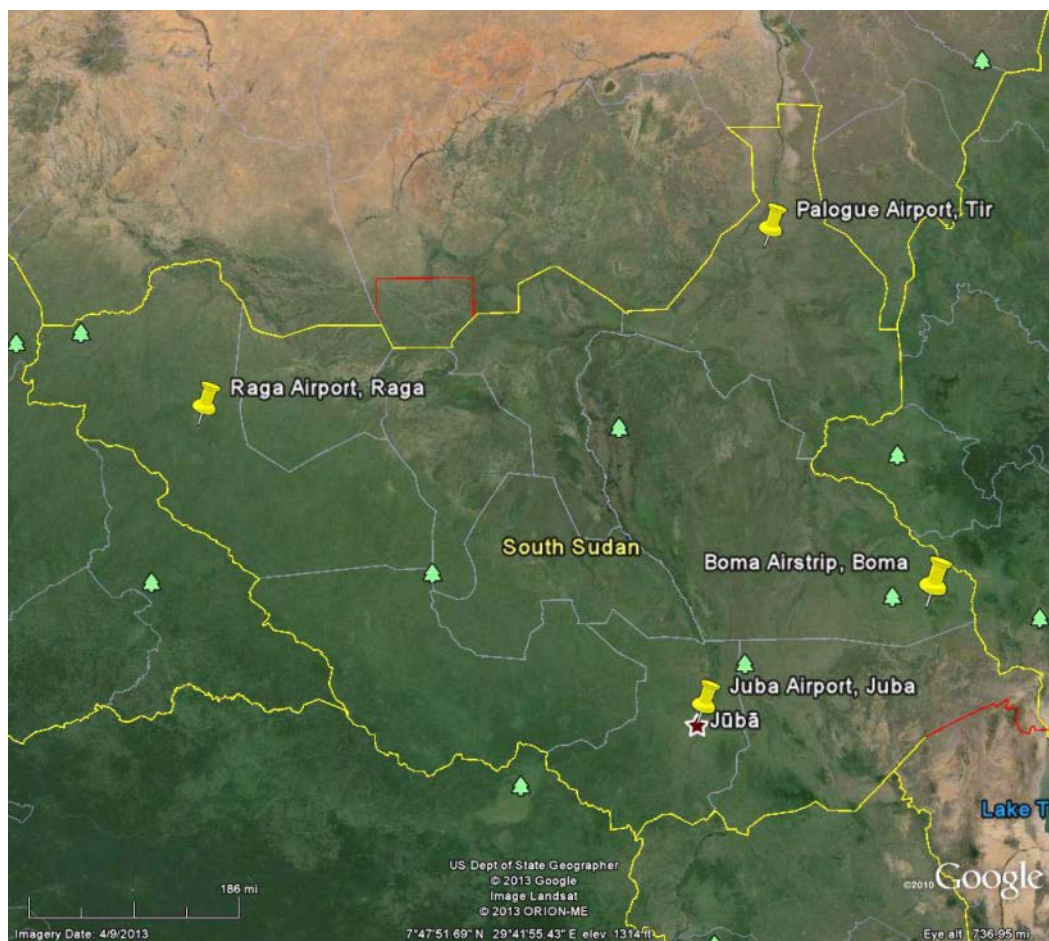 Palogue Airport, Tir
Raga Airport, Raga
South Sudan
Boma Airstrip, Boma
Juba Airport, Juba
Jūbā
Lake T
US Dept of State Geographer
© 2013 Google
Image Landsat
© 2013 ORION-ME
©2010 Google
186 mi
Imagery Date: 4/9/2013
7°47'51.69" N 29°41'55.43" E elev 1314 ft
Eye alt 736.95 mi